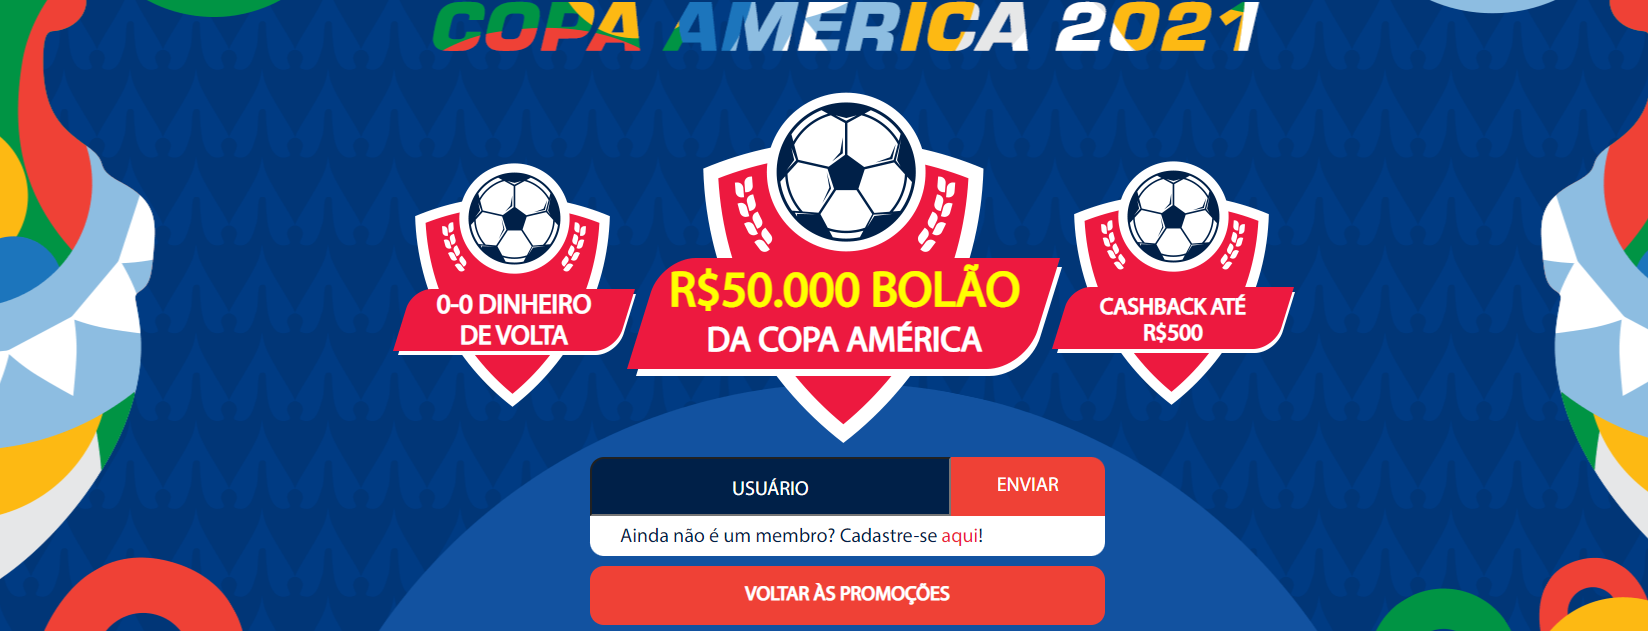 COPA AMÉRICA 2021
0-0 DINHEIRO
DE VOLTA
R$50.000 BOLÃO
DA COPA AMÉRICA
CASHBACK ATÉ
R$500
USUÁRIO
ENVIAR
Ainda não é um membro? Cadastre-se aqui!
VOLTAR ÀS PROMOÇÕES